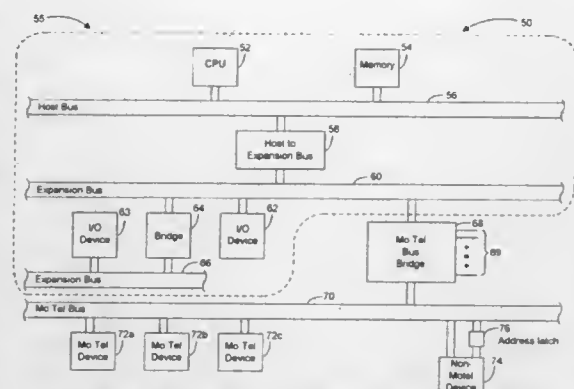 55
50
52
CPU
54
Memory
56
Host Bus
58
Host to
Expansion Bus
60
Expansion Bus
63
I/O
Device
64
Bridge
62
I/O
Device
68
Mo Tel
Bus
Bridge
69
66
Expansion Bus
70
Mo Tel Bus
Mo Tel
Device
72a
Mo Tel
Device
72b
Mo Tel
Device
72c
76
Address latch
Non-
Motel
Device
74